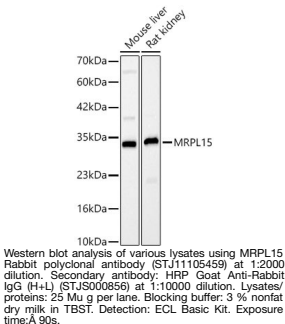 Mouse liver
Rat kidney
70kDa
60kDa
42kDa
35kDa
MRPL15
23kDa
16kDa
10kDa
Western blot analysis of various lysates using MRPL15
Rabbit polyclonal antibody (STJ11105459) at 1:2000
dilution. Secondary antibody: HRP Goat Anti-Rabbit
IgG (H+L) (STJS000856) at 1:10000 dilution. Lysates/
proteins: 25 Mu g per lane. Blocking buffer: 3 % nonfat
dry milk in TBST. Detection: ECL Basic Kit. Exposure
time:Â 90s.